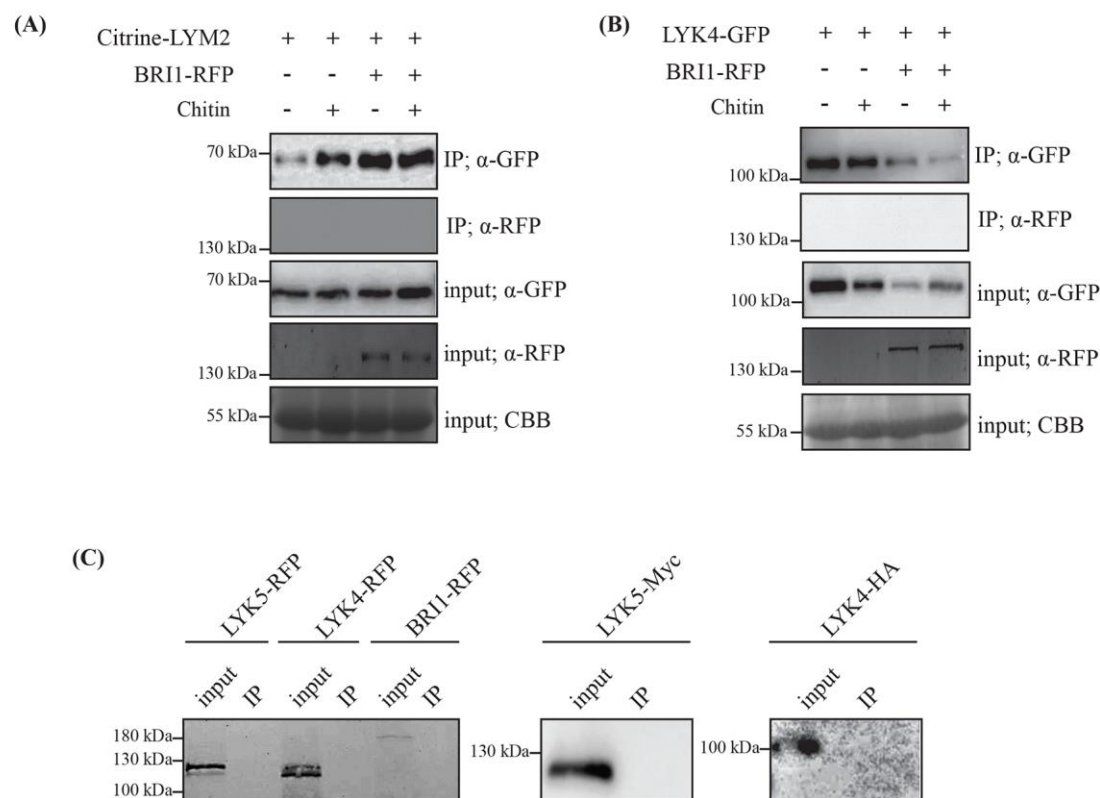 (A)
Citrine-LYM2 + + + +
BRI1-RFP - - + +
Chitin - + - +
70 kDa IP; α-GFP
IP; α-RFP
130 kDa
70 kDa input; α-GFP
input; α-RFP
130 kDa
55 kDa input; CBB
(B)
LYK4-GFP + + + +
BRI1-RFP - - + +
Chitin - + - +
IP; α-GFP
100 kDa
IP; α-RFP
130 kDa
input; α-GFP
100 kDa
input; α-RFP
130 kDa
input; CBB
55 kDa
(C)
LYK5-RFP LYK4-RFP BRI1-RFP
input IP input IP input IP
180 kDa
130 kDa
100 kDa
LYK5-Myc
input IP
130 kDa
LYK4-HA
input IP
100 kDa